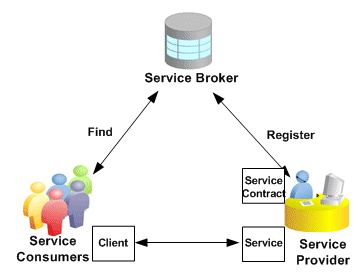 Service Broker
Find
Register
Service
Contract
Service
Consumers
Client
Service
Service
Provider